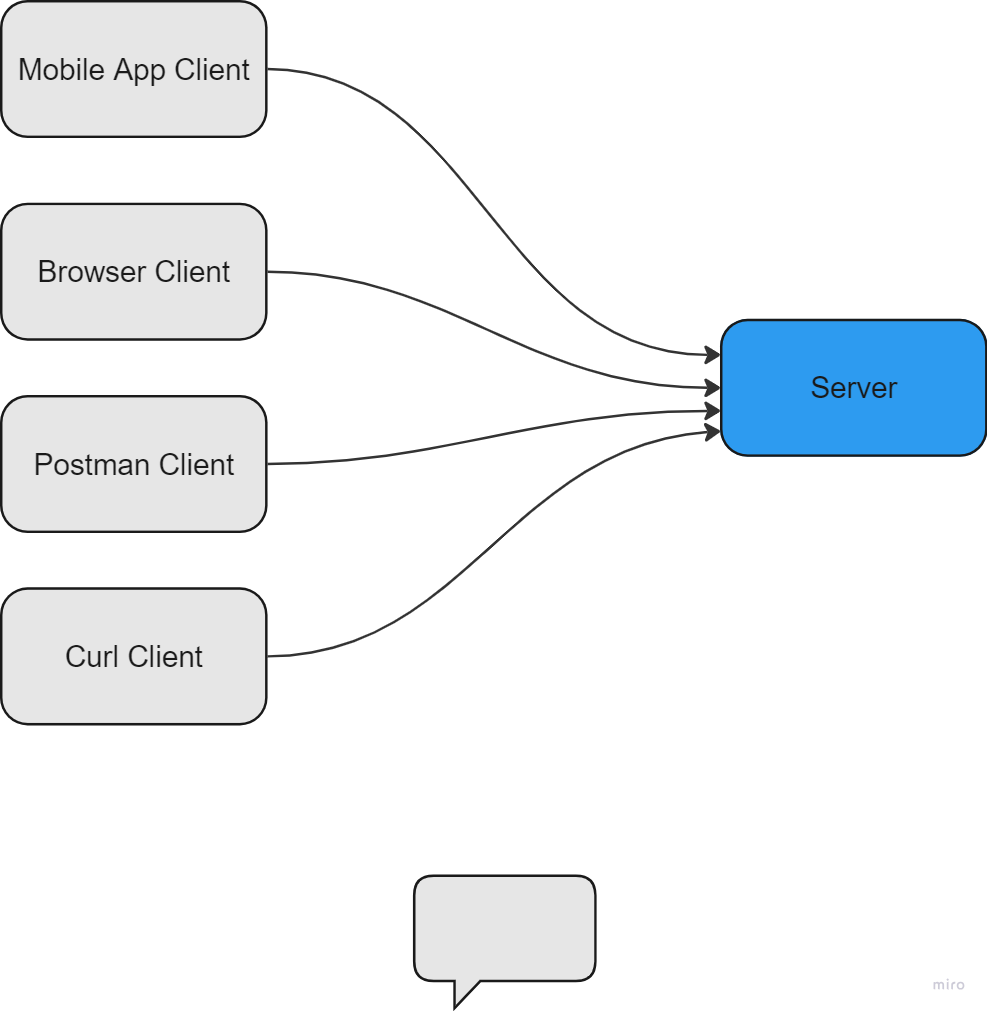 Mobile App Client
Browser Client
Server
Postman Client
Curl Client
miro